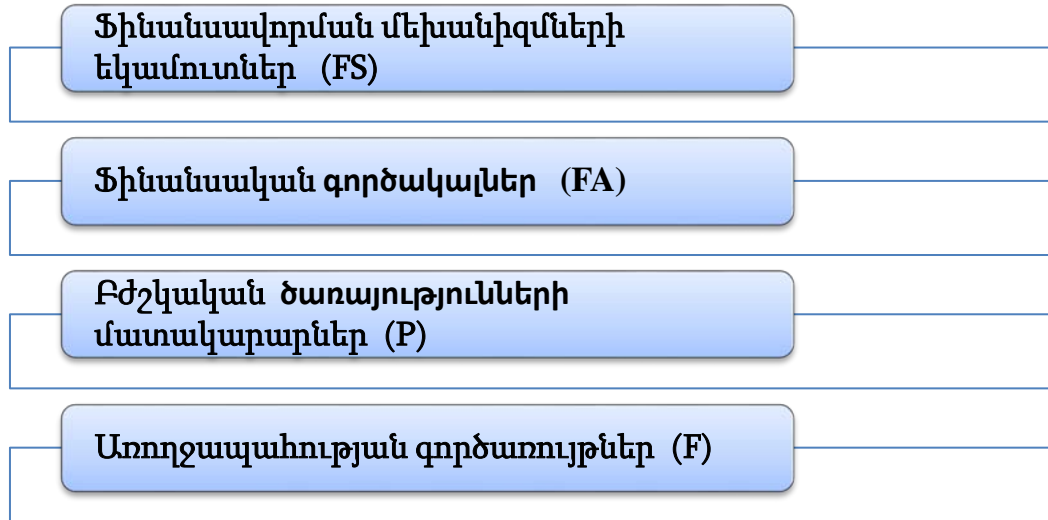 Ֆինանսավորման մեխանիզմների
եկամուտներ (FS)
Ֆինանսական գործակալներ (FA)
Բժշկական ծառայությունների
մատակարարներ (P)
Առողջապահության գործառույթներ (F)